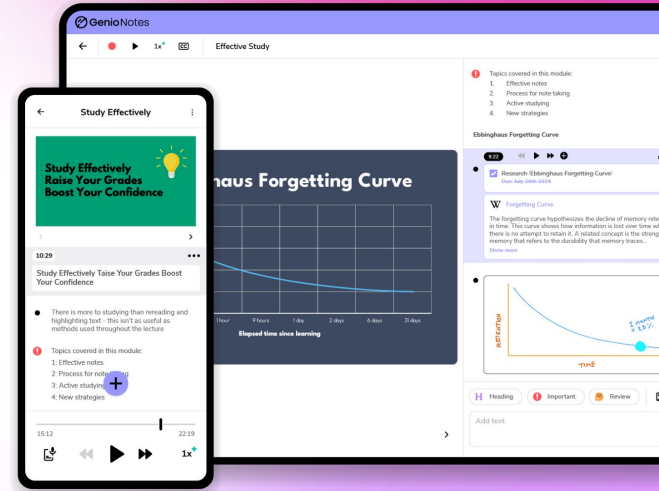 Genio Notes
1x
CC
Effective Study
Topics covered in this module:
1. Effective notes
2. Process for note taking
3. Active studying
4. New strategies
Ebbinghaus Forgetting Curve
9:22
Research 'Ebbinghaus Forgetting Curve'
Due: July 28th 2024
W Forgetting Curve
The forgetting curve hypothesizes the decline of memory
in time. This curve shows how information is lost over time
there is no attempt to retain it. A related concept is the
memory that refers to the durability that memory traces...
Show more
RETENTION
1 month
TIME
H Heading
Important
Review
Add text
Forgetting Curve
1 hour
9 hours
1 day
2 days
6 days
31 days
Elapsed time since learning
Study Effectively
Study Effectively
Raise Your Grades
Boost Your Confidence
10:29
Study Effectively Taise Your Grades Boost
Your Confidence
There is more to studying than rereading and
highlighting text - this isn't as useful as
methods used throughout the lecture
Topics covered in this module:
1: Effective notes
2: Process for
3: Active studying
4: New strategies
15:12
22:19
1x